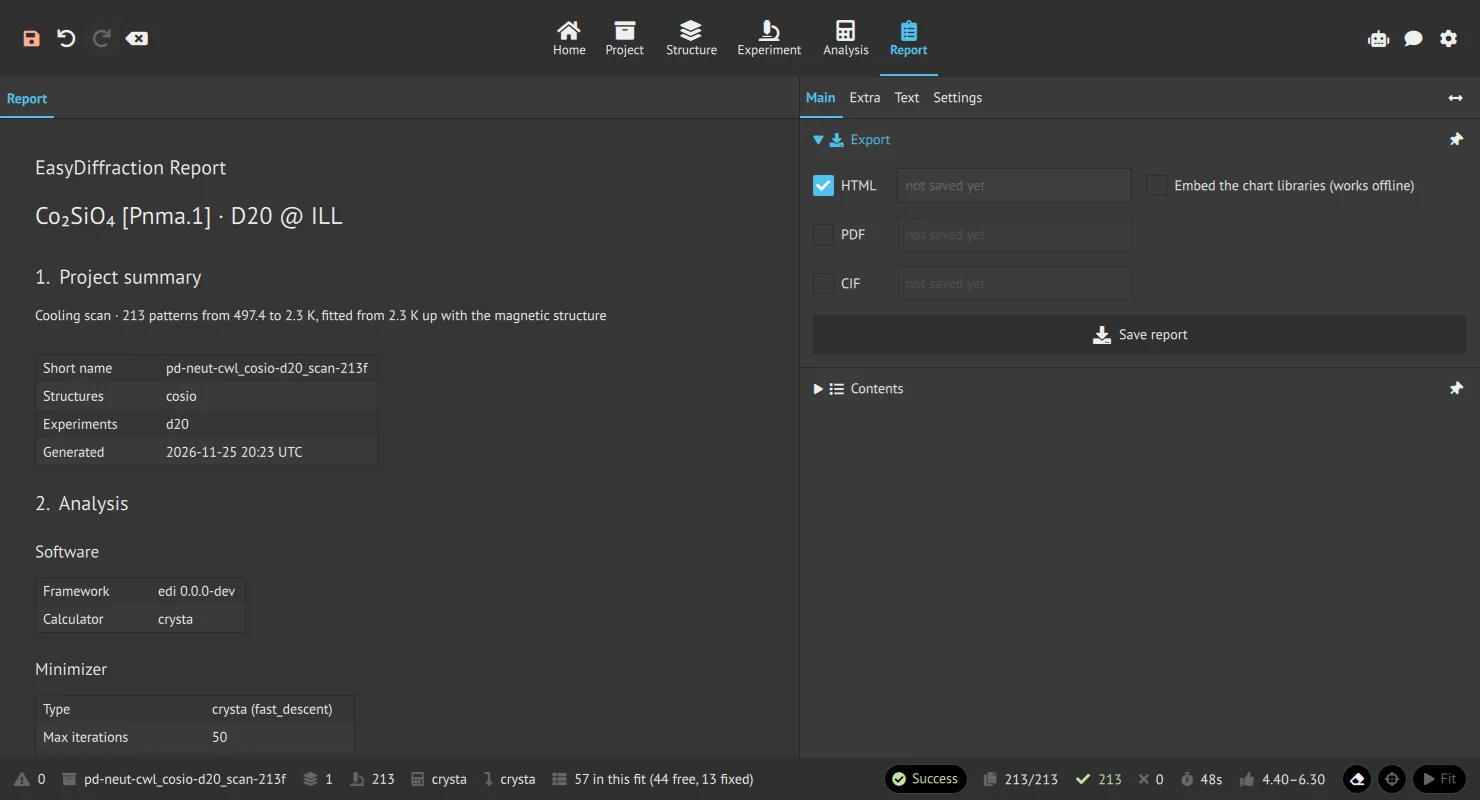 Home Project Structure Experiment Analysis Report
Report
Main Extra Text Settings
EasyDiffraction Report
Co₂SiO₄ [Pnma.1] · D20 @ ILL
1. Project summary
Cooling scan · 213 patterns from 497.4 to 2.3 K, fitted from 2.3 K up with the magnetic structure
Short name pd-neut-cwl_cosio-d20_scan-213f
Structures cosio
Experiments d20
Generated 2026-11-25 20:23 UTC
2. Analysis
Software
Framework edi 0.0.0-dev
Calculator crysta
Minimizer
Type crysta (fast_descent)
Max iterations 50
Export
HTML not saved yet Embed the chart libraries (works offline)
PDF not saved yet
CIF not saved yet
Save report
Contents
0 pd-neut-cwl_cosio-d20_scan-213f 1 213 crysta crysta 57 in this fit (44 free, 13 fixed) Success 213/213 213 0 48s 4.40–6.30 Fit